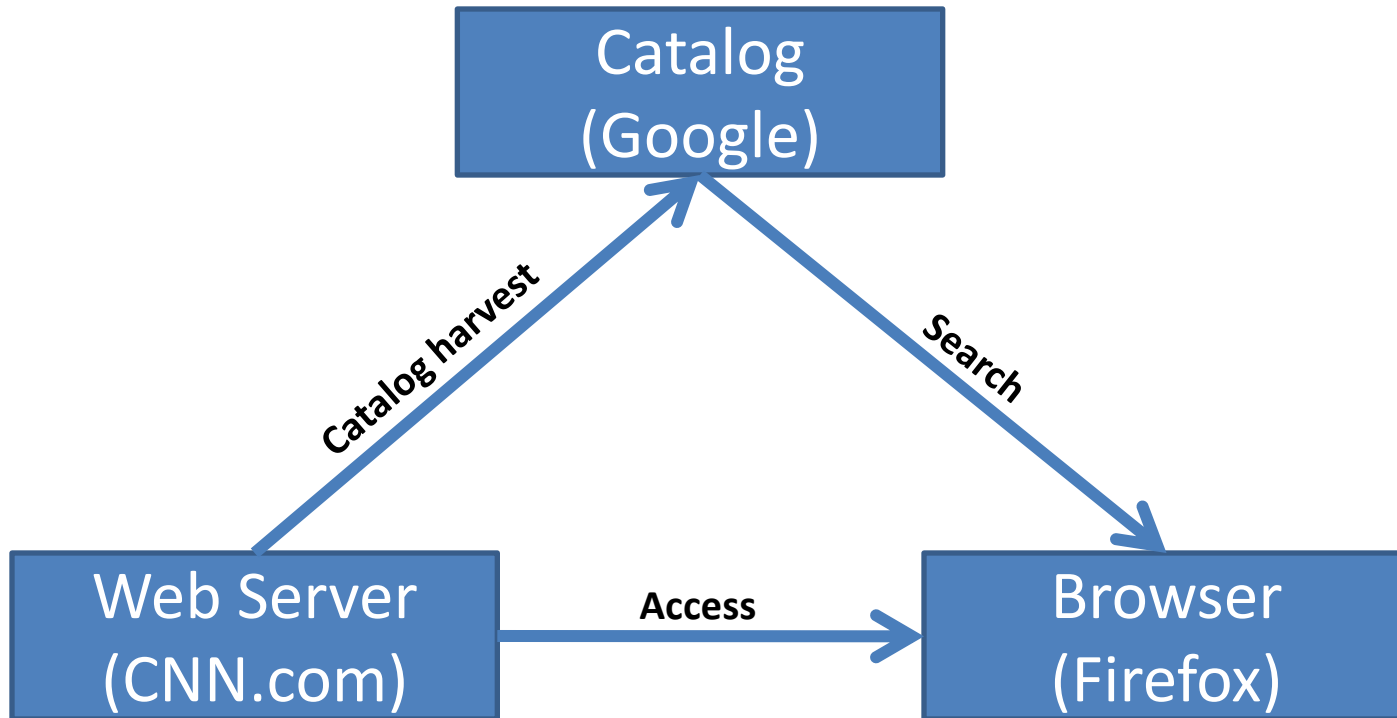 Catalog
(Google)
Catalog harvest
Search
Web Server
(CNN.com)
Access
Browser
(Firefox)